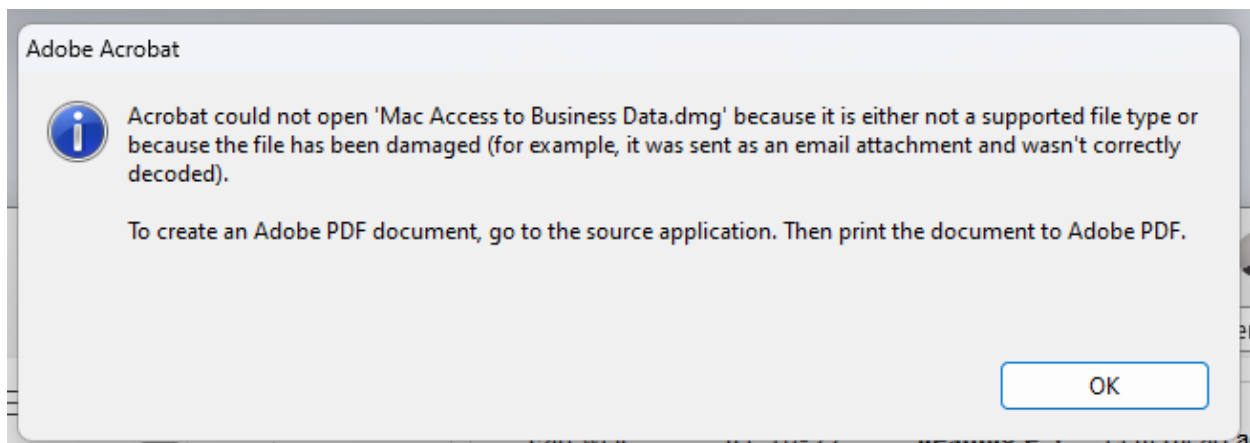 Adobe Acrobat
Acrobat could not open 'Mac Access to Business Data.dmg' because it is either not a supported file type or
because the file has been damaged (for example, it was sent as an email attachment and wasn't correctly
decoded).
To create an Adobe PDF document, go to the source application. Then print the document to Adobe PDF.
OK